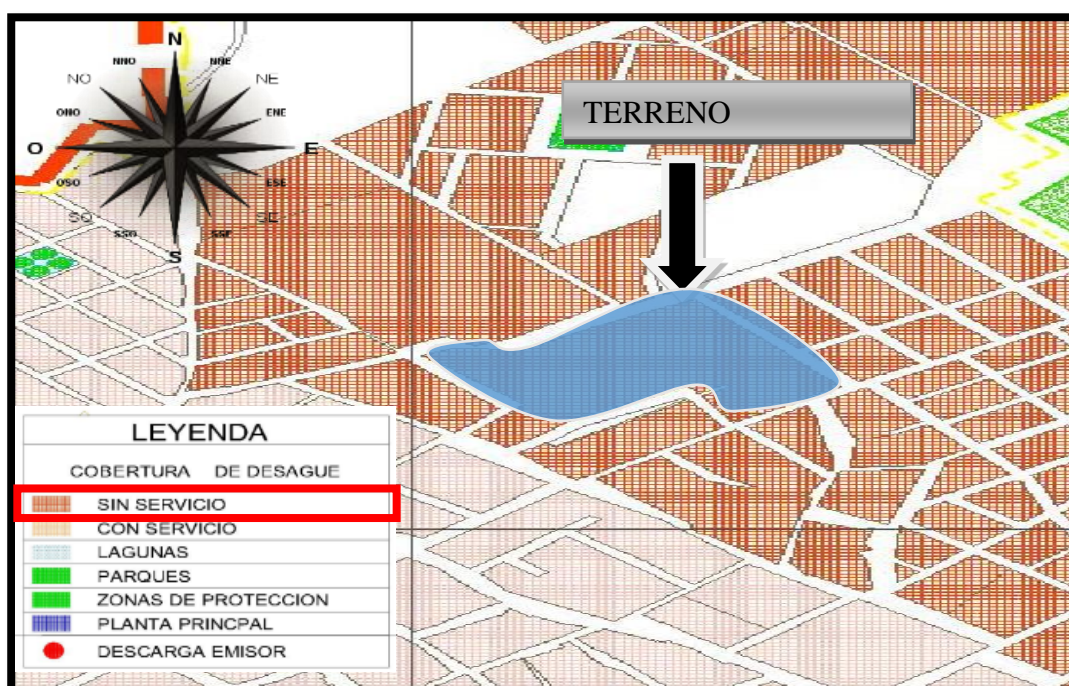 N
NNO
NNE
NO
NE
ONO
ENE
O
E
OSO
ESE
SO
SE
SSO
SSE
S
TERRENO
LEYENDA
COBERTURA DE DESAGUE
SIN SERVICIO
CON SERVICIO
LAGUNAS
PARQUES
ZONAS DE PROTECCION
PLANTA PRINCPAL
DESCARGA EMISOR